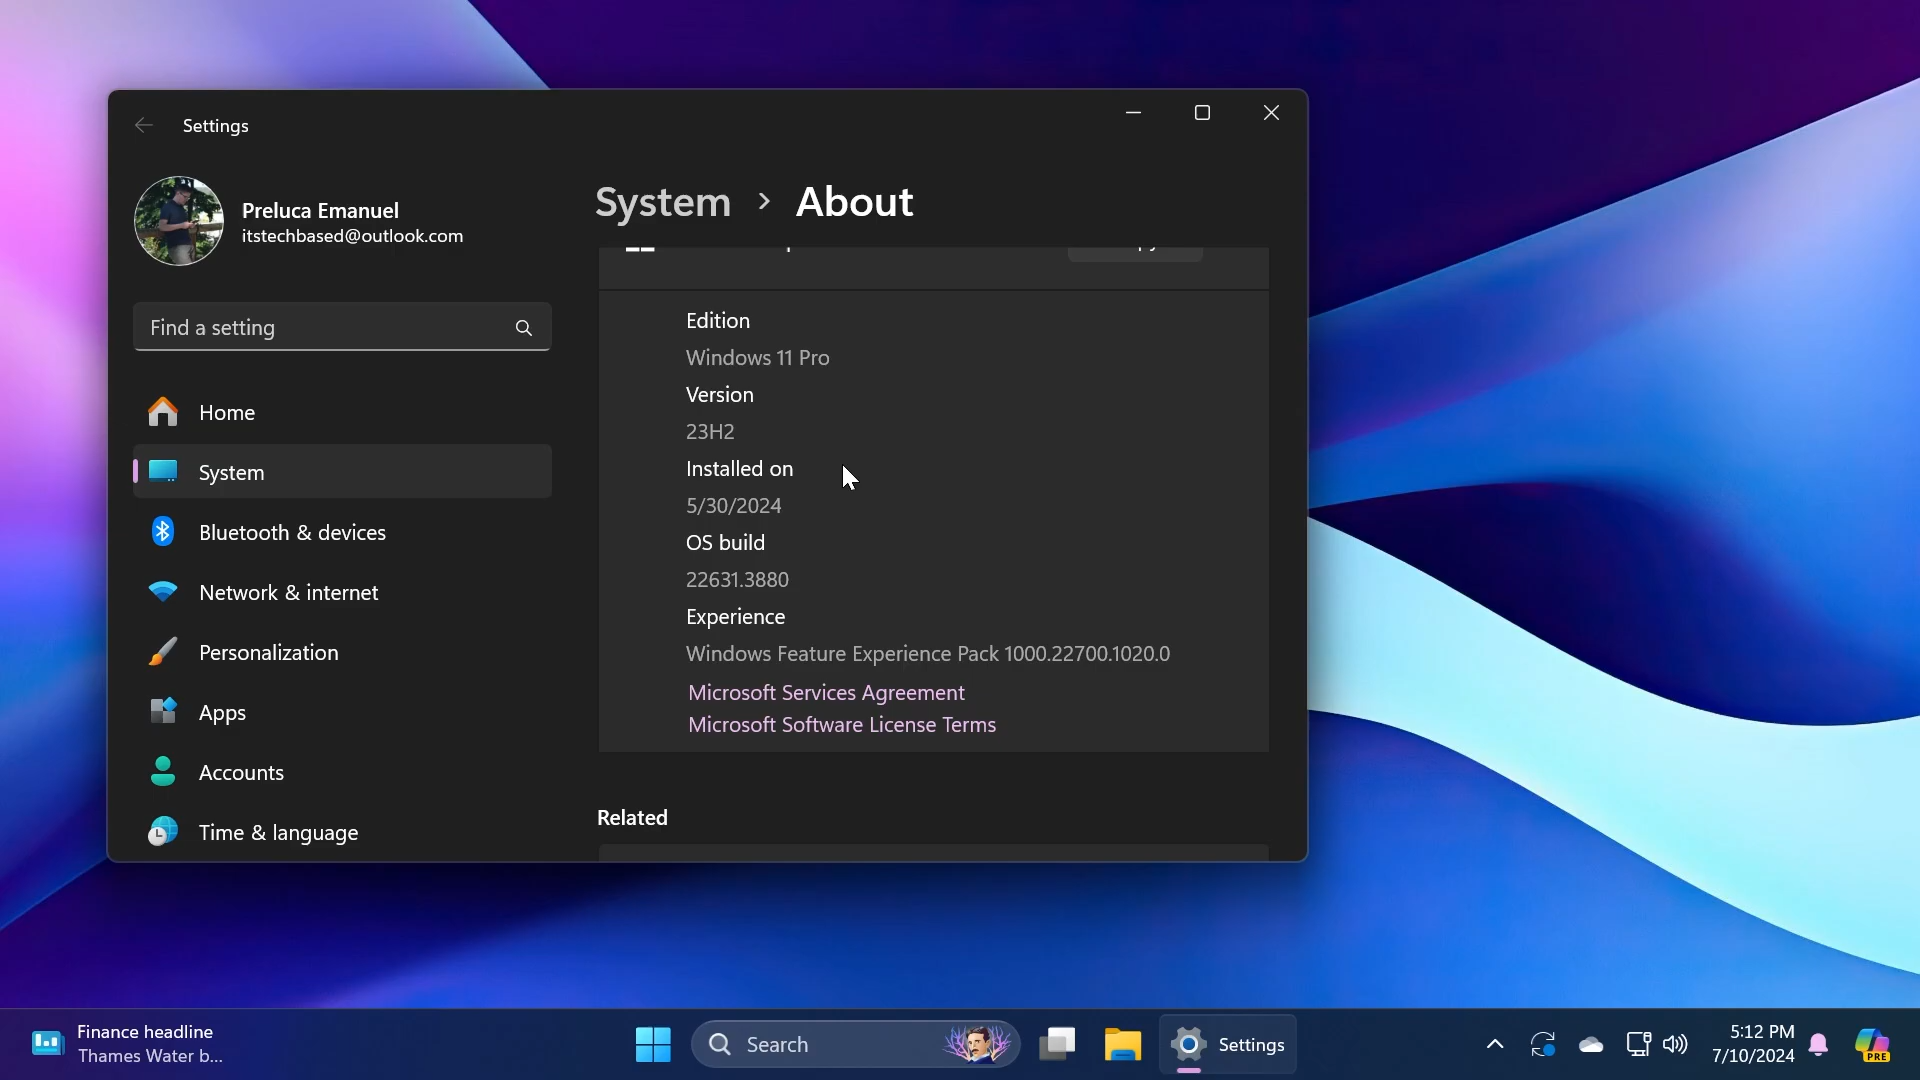 Settings
Preluca Emanuel
itstechbased@outlook.com
Find a setting
Home
System
Bluetooth & devices
Network & internet
Personalization
Apps
Accounts
Time & language
System > About
Edition
Windows 11 Pro
Version
23H2
Installed on
5/30/2024
OS build
22631.3880
Experience
Windows Feature Experience Pack 1000.22700.1020.0
Microsoft Services Agreement
Microsoft Software License Terms
Related
Finance headline
Thames Water b...
Search
Settings
5:12 PM
7/10/2024
PRE